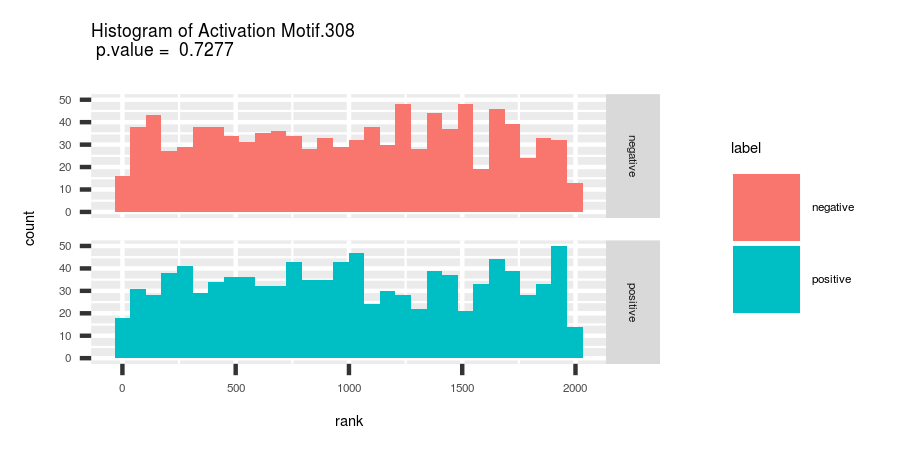 Histogram of Activation Motif.308
p.value =  0.7277
count
50
40
30
20
10
0
negative
50
40
30
20
10
0
positive
0
500
1000
1500
2000
rank
label
negative
positive